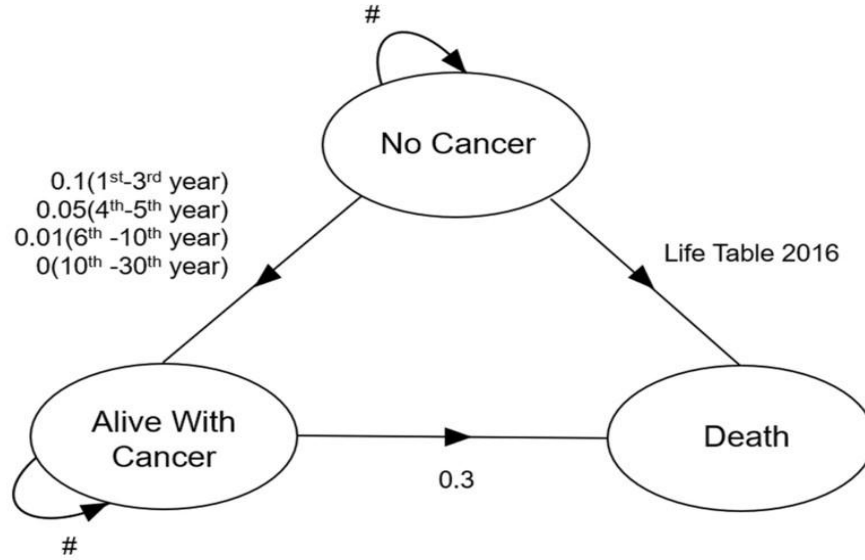 #
No Cancer
0.1(1st-3rd year)
0.05(4th-5th year)
0.01(6th -10th year)
0(10th -30th year)
Life Table 2016
Alive With
Cancer
Death
0.3
#